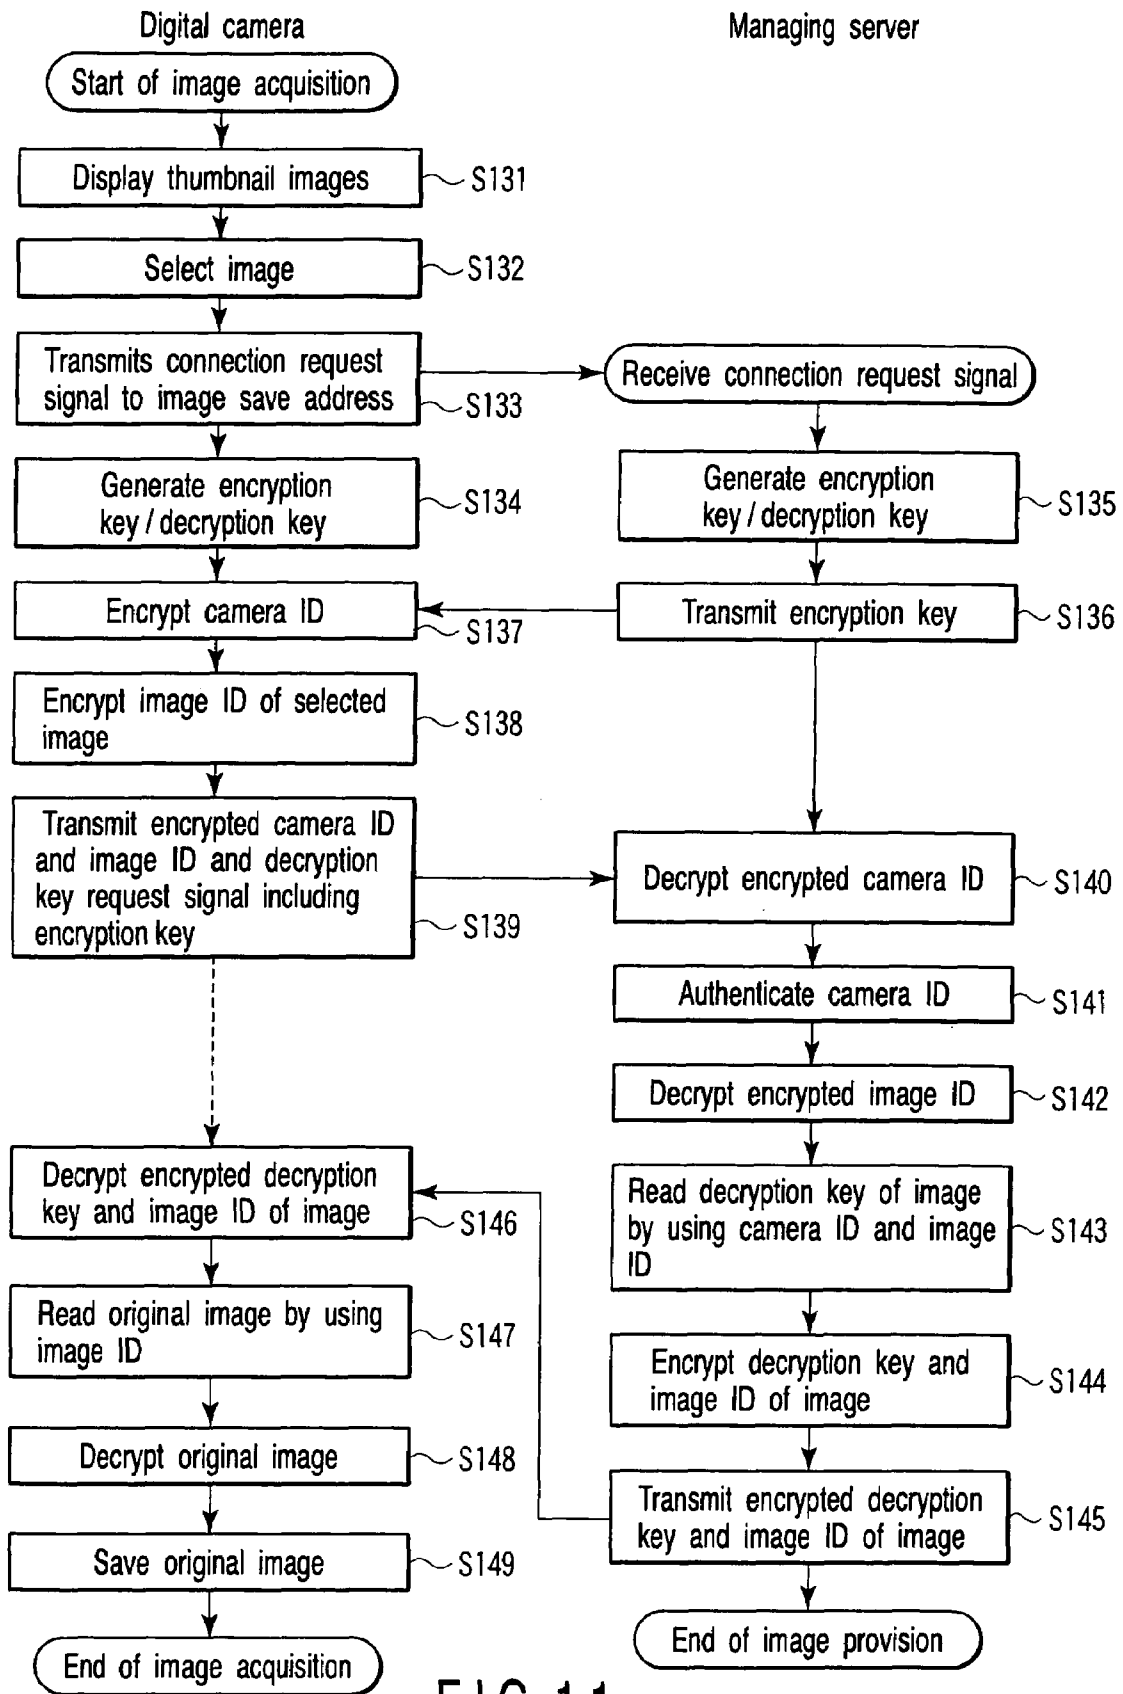 Digital camera
Managing server
Start of image acquisition
Display thumbnail images
S131
Select image
S132
Transmits connection request
signal to image save address
S133
Receive connection request signal
Generate encryption
key / decryption key
S134
Generate encryption
key / decryption key
S135
Encrypt camera ID
S137
Transmit encryption key
S136
Encrypt image ID of selected
image
S138
Transmit encrypted camera ID
and image ID and decryption
key request signal including
encryption key
S139
Decrypt encrypted camera ID
S140
Authenticate camera ID
S141
Decrypt encrypted image ID
S142
Decrypt encrypted decryption
key and image ID of image
S146
Read decryption key of image
by using camera ID and image
ID
S143
Read original image by using
image ID
S147
Encrypt decryption key and
image ID of image
S144
Decrypt original image
S148
Transmit encrypted decryption
key and image ID of image
S145
Save original image
S149
End of image provision
End of image acquisition
FIG.11